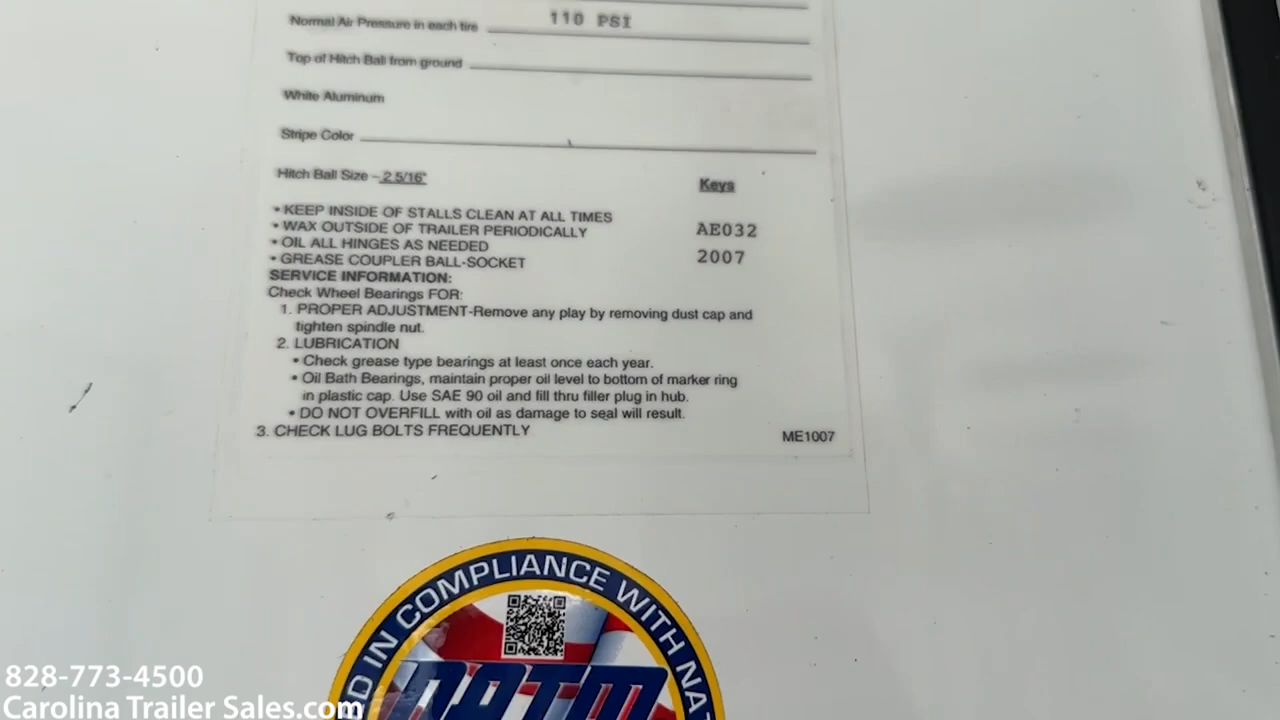 Normal Air Pressure in each tire 110 PSI
Top of Hitch Ball from ground
White Aluminum
Stripe Color
Hitch Ball Size – 2 5/16"
Keys
• KEEP INSIDE OF STALLS CLEAN AT ALL TIMES
• WAX OUTSIDE OF TRAILER PERIODICALLY
AE032
• OIL ALL HINGES AS NEEDED
2007
• GREASE COUPLER BALL-SOCKET
SERVICE INFORMATION:
Check Wheel Bearings FOR:
1. PROPER ADJUSTMENT-Remove any play by removing dust cap and
tighten spindle nut.
2. LUBRICATION
• Check grease type bearings at least once each year.
• Oil Bath Bearings, maintain proper oil level to bottom of marker ring
in plastic cap. Use SAE 90 oil and fill thru filler plug in hub.
• DO NOT OVERFILL with oil as damage to seal will result.
3. CHECK LUG BOLTS FREQUENTLY
ME1007
IN COMPLIANCE WITH
NATM
828-773-4500
Carolina Trailer Sales.com